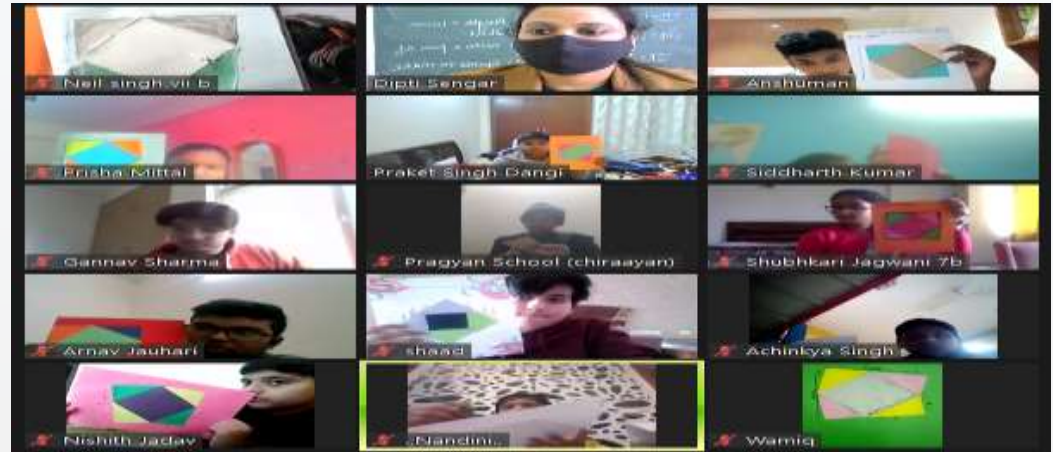 Neil singh.vii b
Dipti Sengar
Anshuman
Prisha Mittal
Praket Singh Dangi
Siddharth Kumar
Gannav Sharma
Pragyan School (chiraayan)
Shubhkari Jagwani 7b
Arnav Jauhari
shaad
Achinkya Singh
Nishith Jadav
..Nandini..
Wamiq